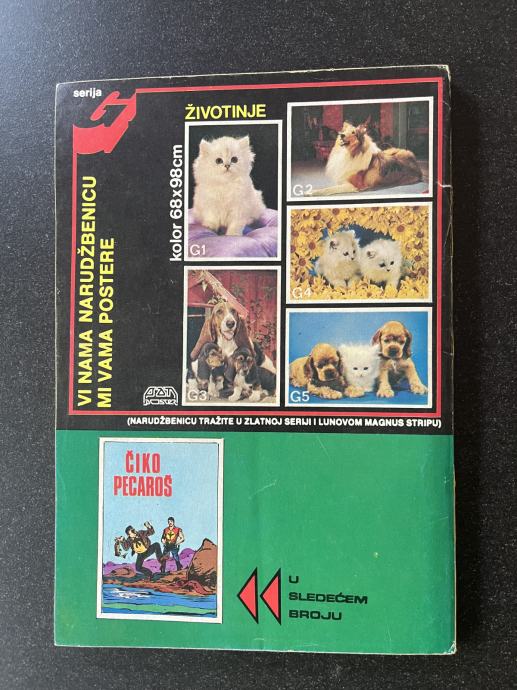 serija
G
ŽIVOTINJE
kolor 68x98cm
VI NAMA NARUDŽBENICU
MI VAMA POSTERE
G1
G2
G3
G4
G5
(NARUDŽBENICU TRAŽITE U ZLATNOJ SERIJI I LUNOVOM MAGNUS STRIPU)
ČIKO
PECAROŠ
U
SLEDEĆEM
BROJU